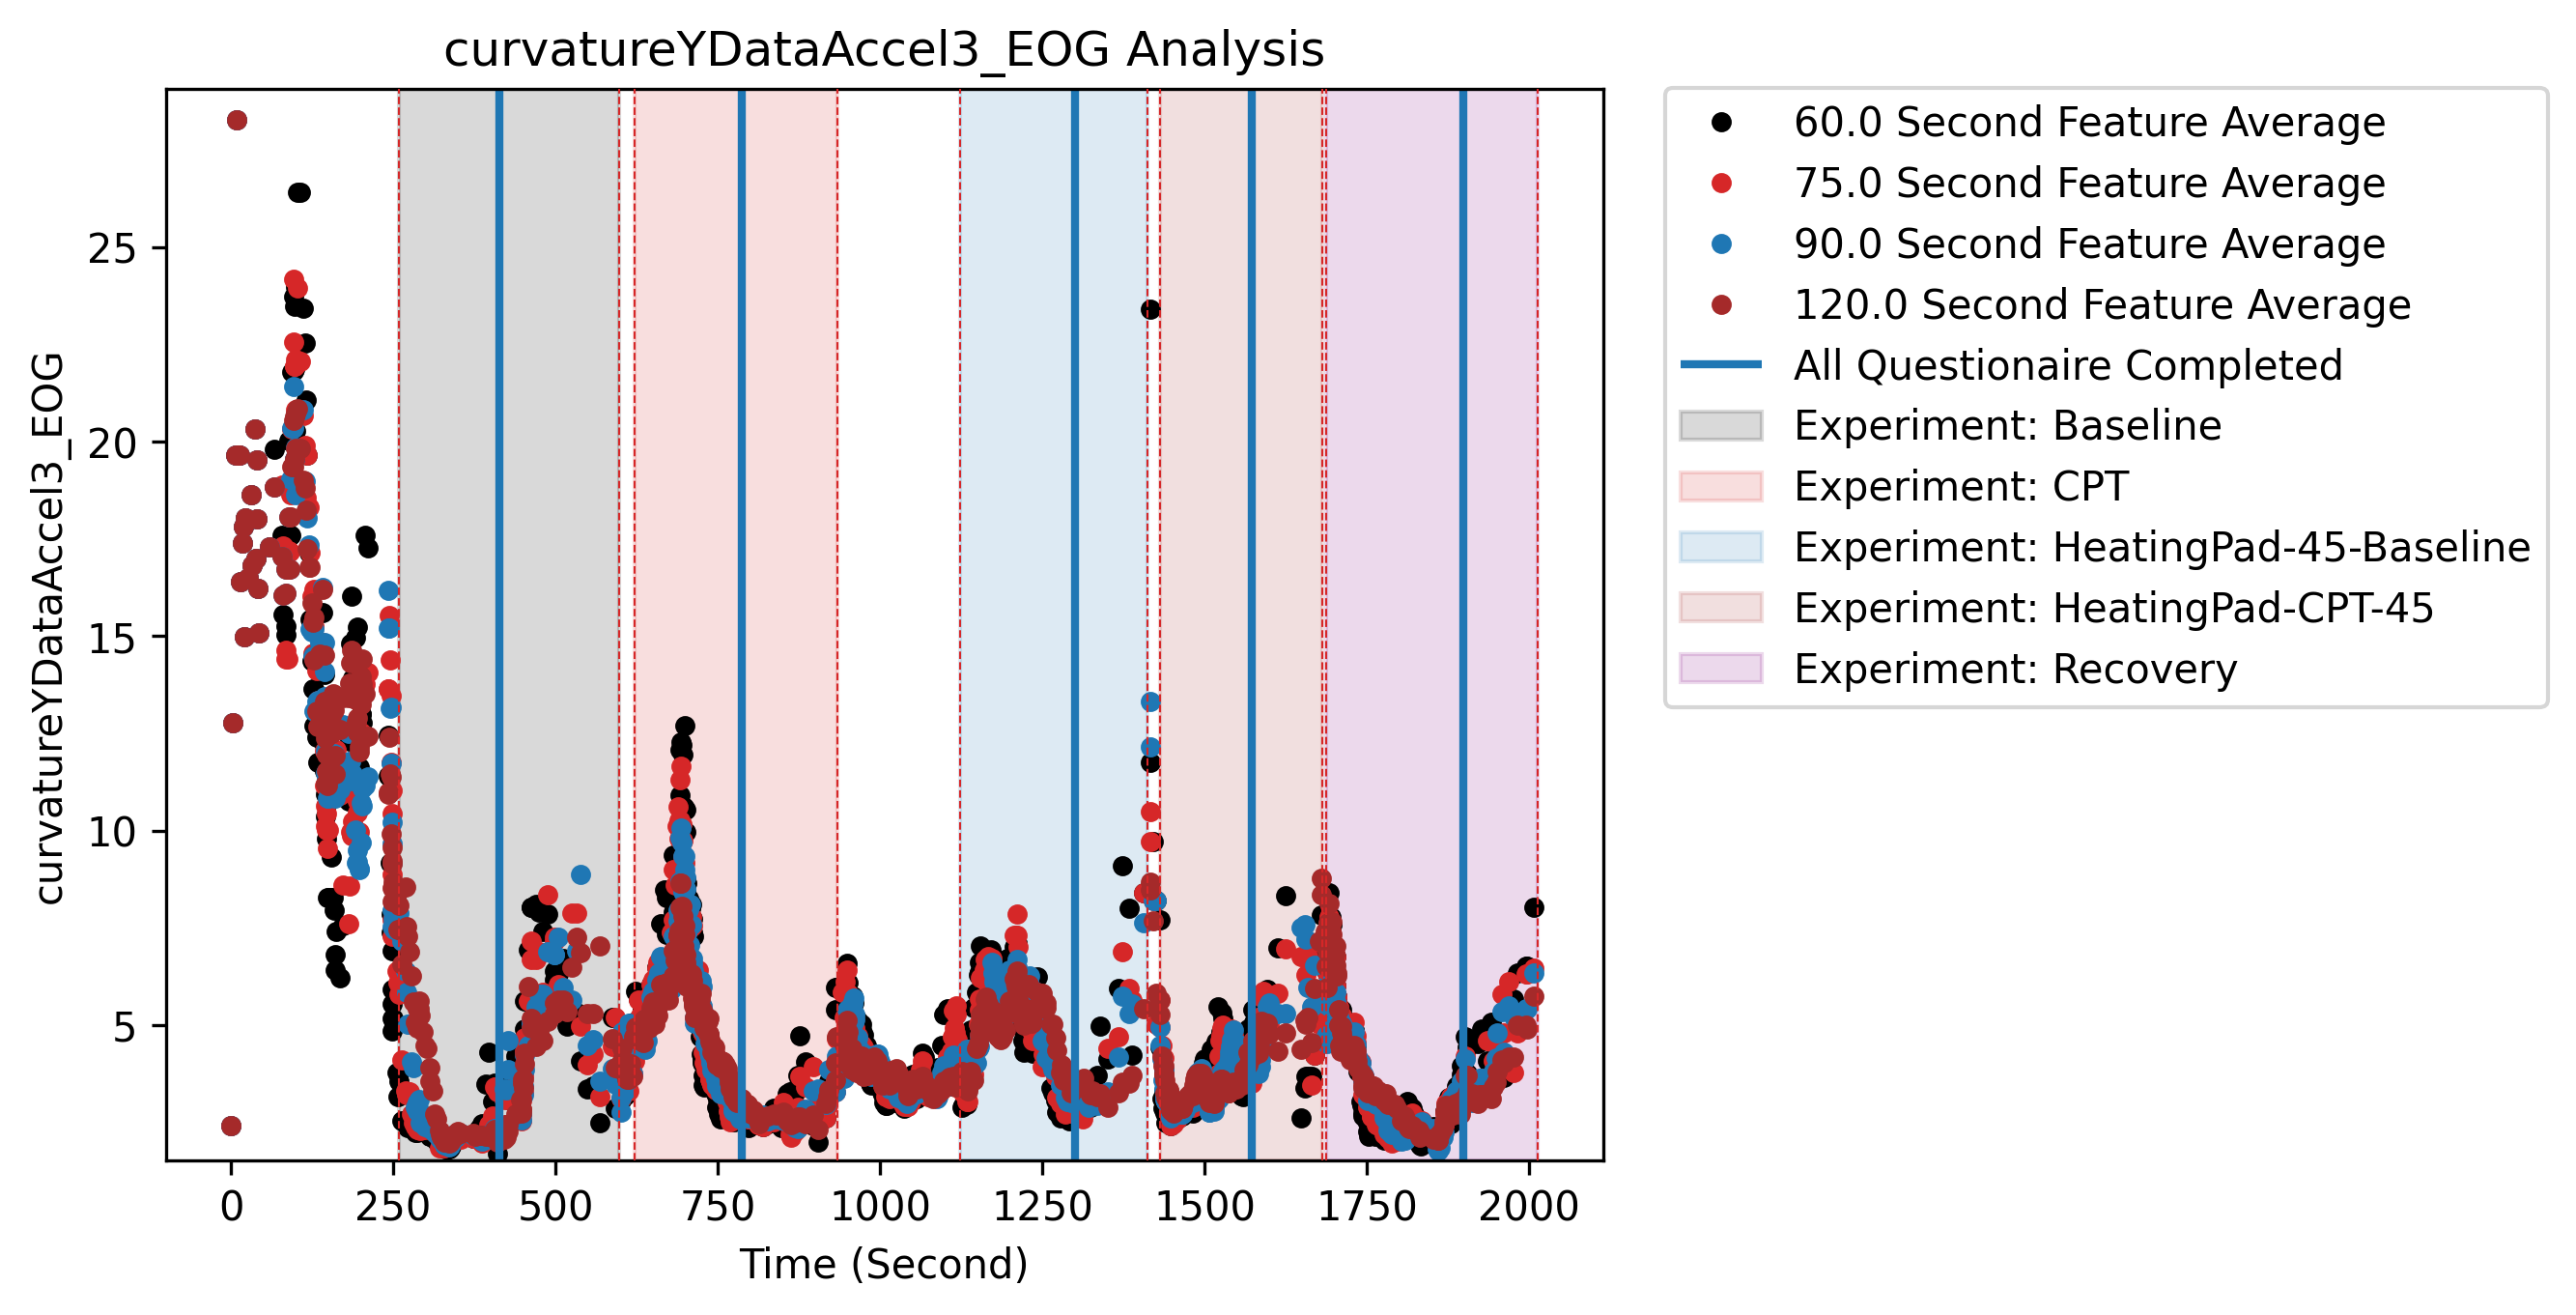 curvatureYDataAccel3_EOG Analysis
curvatureYDataAccel3_EOG
25
20
15
10
5
0 250 500 750 1000 1250 1500 1750 2000
Time (Second)
60.0 Second Feature Average
75.0 Second Feature Average
90.0 Second Feature Average
120.0 Second Feature Average
All Questionaire Completed
Experiment: Baseline
Experiment: CPT
Experiment: HeatingPad-45-Baseline
Experiment: HeatingPad-CPT-45
Experiment: Recovery